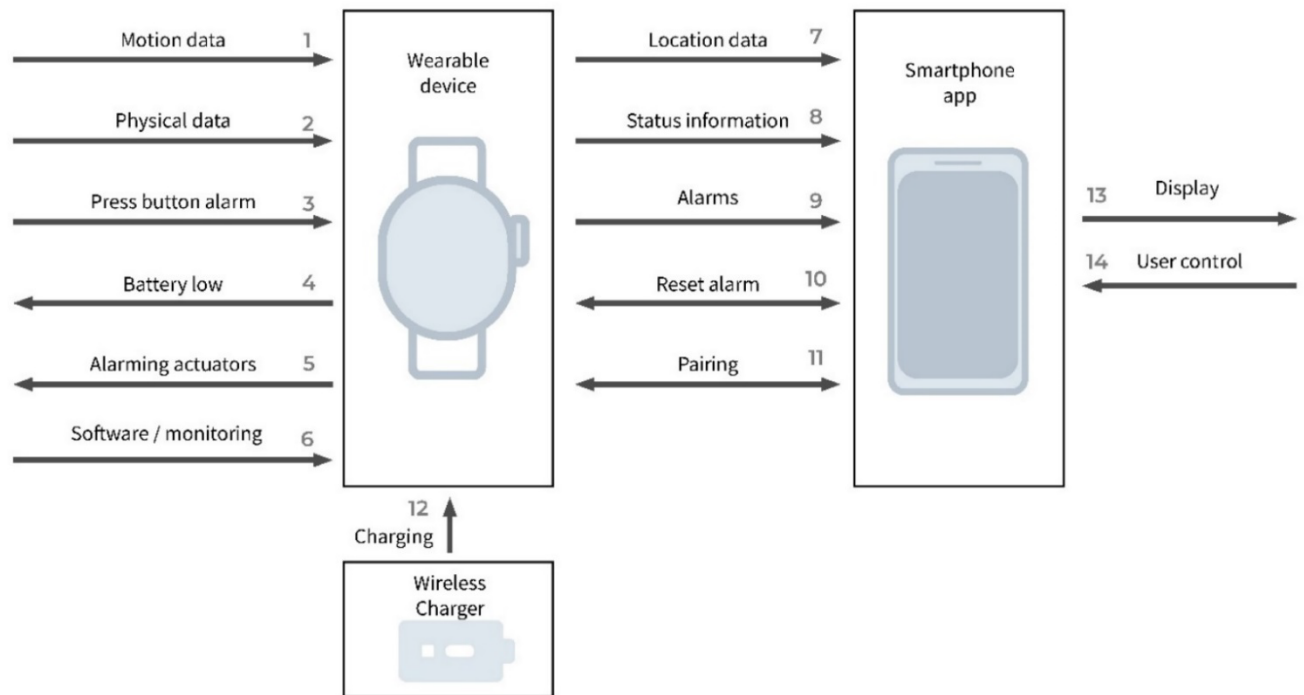 Motion data 1
Physical data 2
Press button alarm 3
Battery low 4
Alarming actuators 5
Software / monitoring 6
Wearable
device
Location data 7
Status information 8
Alarms 9
Reset alarm 10
Pairing 11
Smartphone
app
13 Display
14 User control
12
Charging
Wireless
Charger